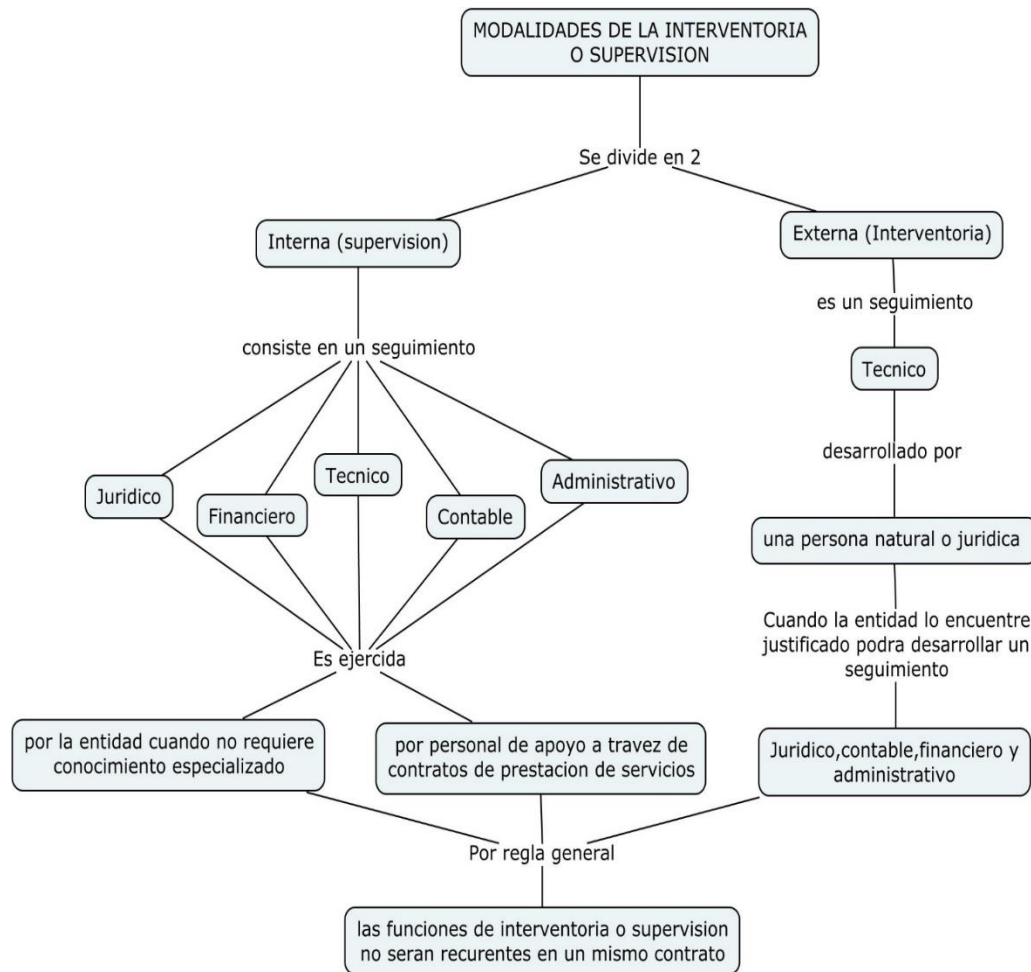 MODALIDADES DE LA INTERVENTORIA
O SUPERVISION
Se divide en 2
Interna (supervision)
Externa (Interventoria)
consiste en un seguimiento
es un seguimiento
Juridico
Financiero
Tecnico
Contable
Administrativo
Tecnico
desarrollado por
una persona natural o juridica
Es ejercida
Cuando la entidad lo encuentre
justificado podra desarrollar un
seguimiento
por la entidad cuando no requiere
conocimiento especializado
por personal de apoyo a travez de
contratos de prestacion de servicios
Juridico,contable,financiero y
administrativo
Por regla general
las funciones de interventoria o supervision
no seran recurentes en un mismo contrato